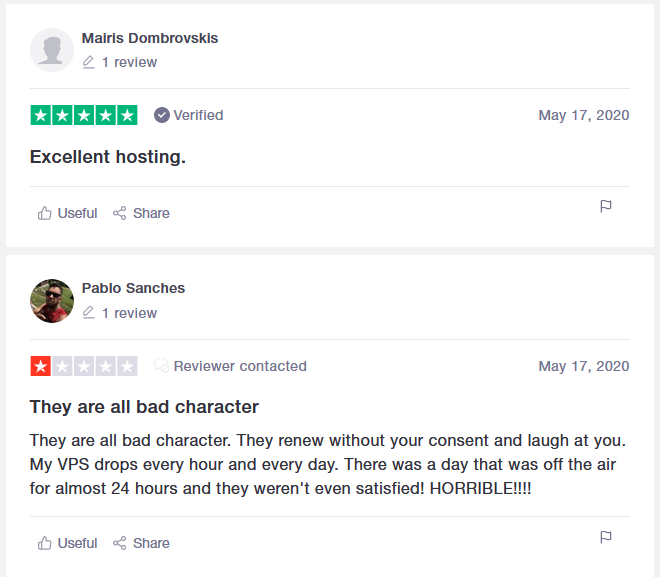 Mairis Dombrovskis
1 review
Verified
May 17, 2020
Excellent hosting.
Useful
Share
Pablo Sanches
1 review
Reviewer contacted
May 17, 2020
They are all bad character
They are all bad character. They renew without your consent and laugh at you.
My VPS drops every hour and every day. There was a day that was off the air
for almost 24 hours and they weren't even satisfied! HORRIBLE!!!!
Useful
Share